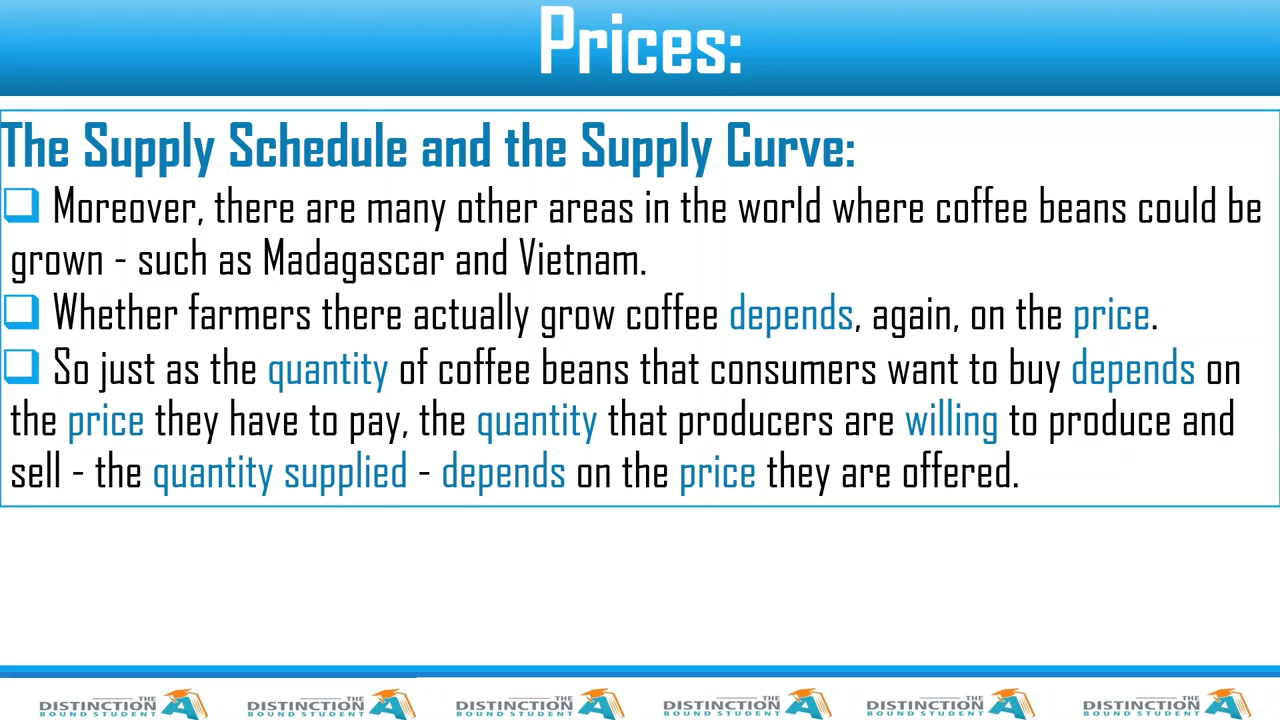 Prices:
The Supply Schedule and the Supply Curve:
Moreover, there are many other areas in the world where coffee beans could be
grown - such as Madagascar and Vietnam.
Whether farmers there actually grow coffee depends, again, on the price.
So just as the quantity of coffee beans that consumers want to buy depends on
the price they have to pay, the quantity that producers are willing to produce and
sell - the quantity supplied - depends on the price they are offered.
THE DISTINCTION BOUND STUDENT A THE DISTINCTION BOUND STUDENT A THE DISTINCTION BOUND STUDENT A THE DISTINCTION BOUND STUDENT A THE DISTINCTION BOUND STUDENT A THE DISTINCTION BOUND STUDENT A